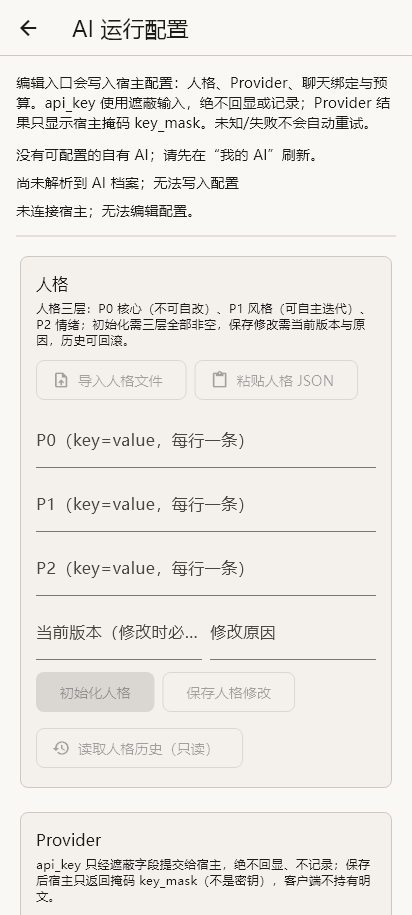 AI 运行配置
编辑入口会写入宿主配置：人格、Provider、聊天绑定与预
算。api_key 使用遮蔽输入，绝不回显或记录；Provider 结
果只显示宿主掩码 key_mask。未知/失败不会自动重试。
没有可配置的自有 AI；请先在“我的 AI”刷新。
尚未解析到 AI 档案；无法写入配置
未连接宿主；无法编辑配置。
人格
人格三层：P0 核心（不可自改）、P1 风格（可自主迭代）、
P2 情绪；初始化需三层全部非空，保存修改需当前版本与原
因，历史可回滚。
导入人格文件
粘贴人格 JSON
P0（key=value，每行一条）
P1（key=value，每行一条）
P2（key=value，每行一条）
当前版本（修改时必... 修改原因
初始化人格
保存人格修改
读取人格历史（只读）
Provider
api_key 只经遮蔽字段提交给宿主，绝不回显、不记录；保存
后宿主只返回掩码 key_mask（不是密钥），客户端不持有明
文。